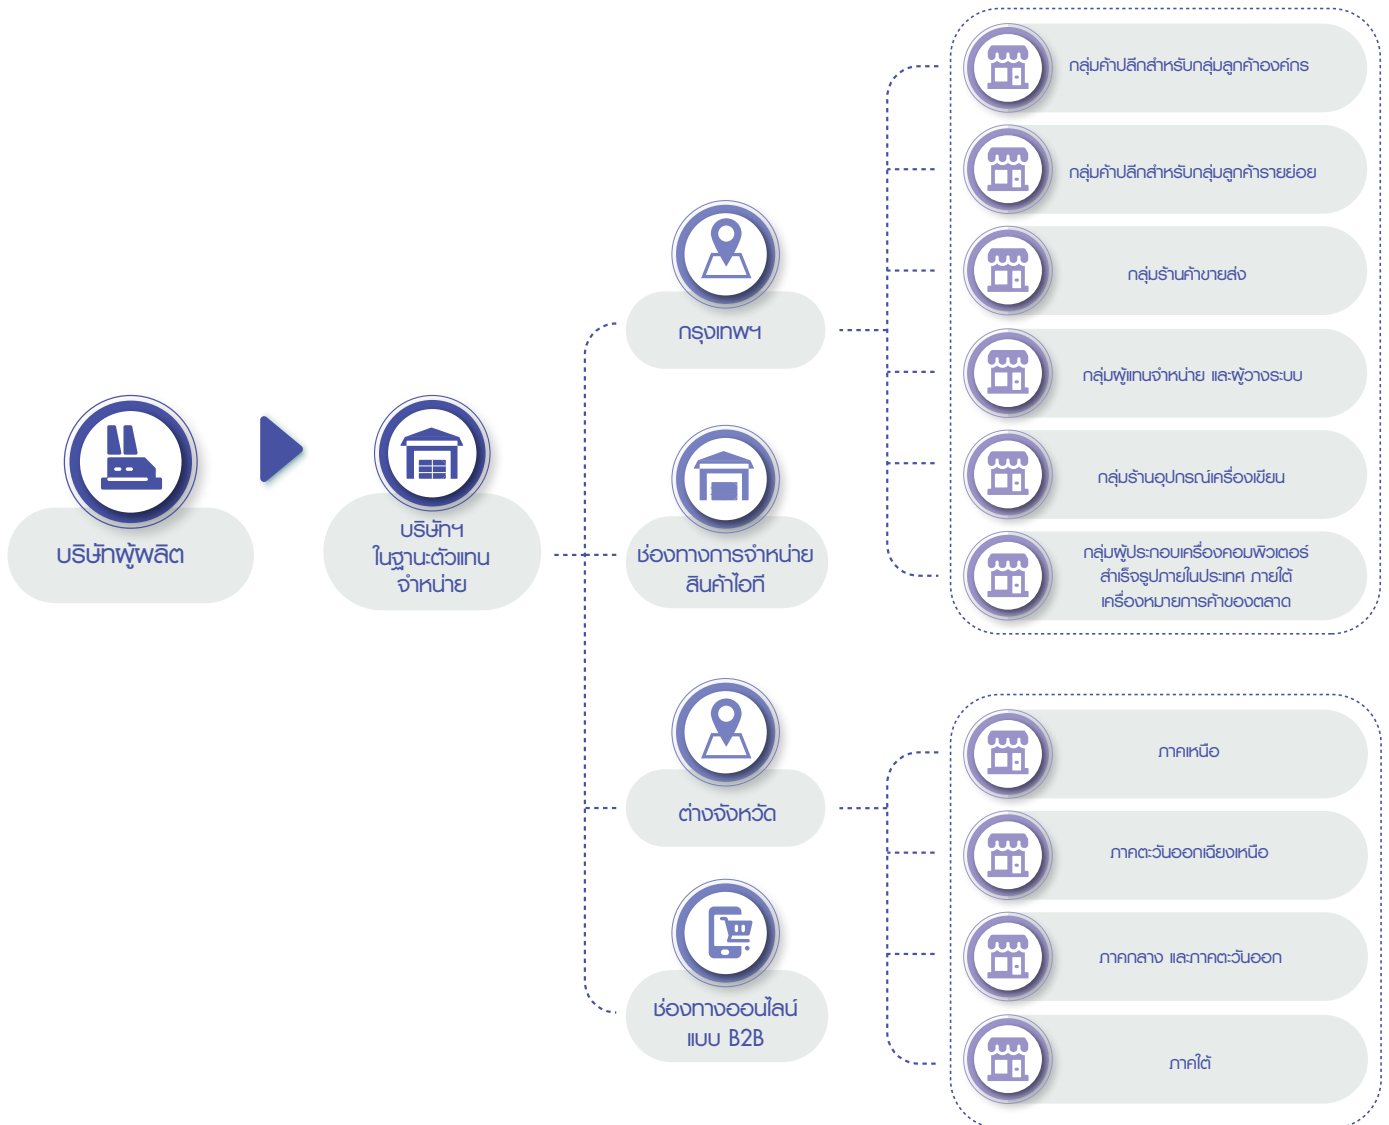 บริษัทผู้ผลิต
บริษัทฯ
ในฐานะตัวแทน
จำหน่าย
กรุงเทพฯ
ช่องทางการจำหน่าย
สินค้าไอที
ต่างจังหวัด
ช่องทางออนไลน์
แบบ B2B
กลุ่มค้าปลีกสำหรับกลุ่มลูกค้าองค์กร
กลุ่มค้าปลีกสำหรับกลุ่มลูกค้ารายย่อย
กลุ่มร้านค้าขายส่ง
กลุ่มผู้แทนจำหน่าย และผู้วางระบบ
กลุ่มร้านอุปกรณ์เครื่องเขียน
กลุ่มผู้ประกอบเครื่องคอมพิวเตอร์
สำเร็จรูปภายในประเทศ ภายใต้
เครื่องหมายการค้าของตลาด
ภาคเหนือ
ภาคตะวันออกเฉียงเหนือ
ภาคกลาง และภาคตะวันออก
ภาคใต้